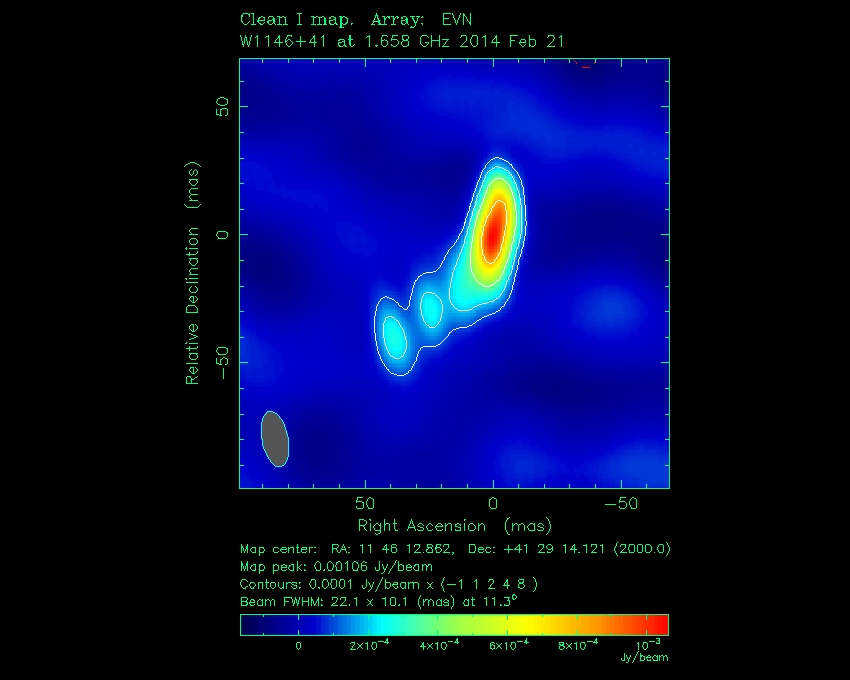 Clean I map. Array: EVN
W1146+41 at 1.658 GHz 2014 Feb 21
Relative Declination (mas)
50
0
−50
50 0 −50
Right Ascension (mas)
Map center: RA: 11 46 12.862, Dec: +41 29 14.121 (2000.0)
Map peak: 0.00106 Jy/beam
Contours: 0.0001 Jy/beam x (−1 1 2 4 8 )
Beam FWHM: 22.1 x 10.1 (mas) at 11.3°
0 2×10⁻⁴ 4×10⁻⁴ 6×10⁻⁴ 8×10⁻⁴ 10⁻³
Jy/beam